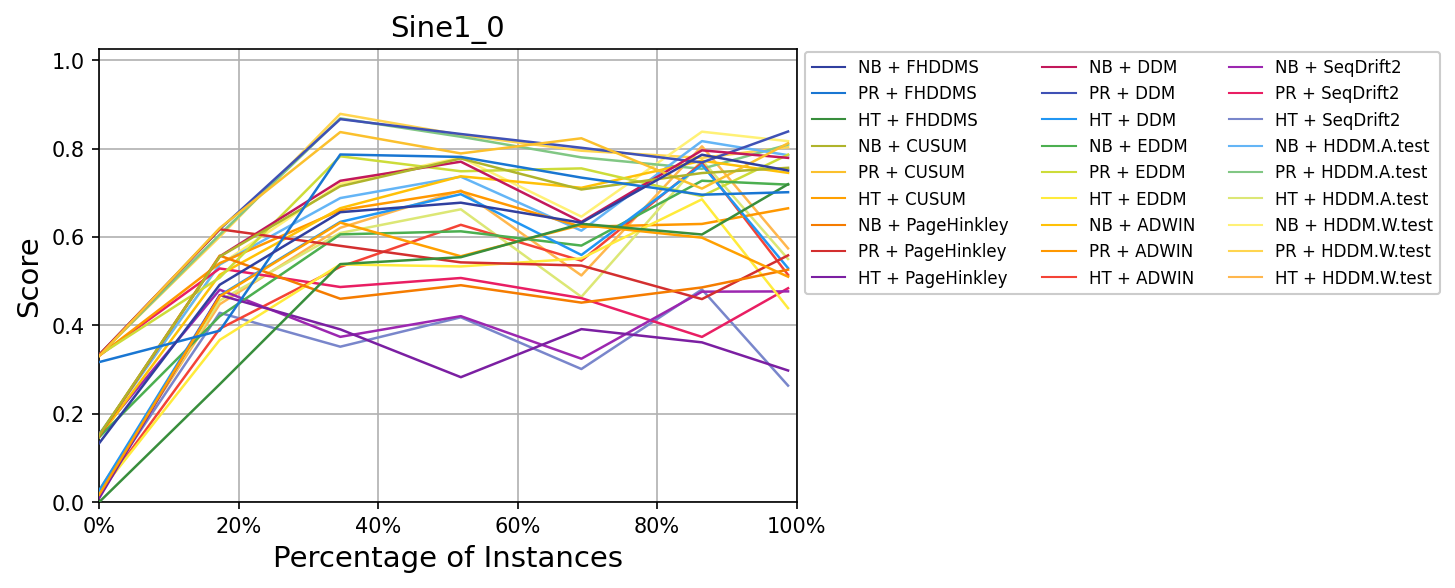 Sine1_0
Score
1.0
0.8
0.6
0.4
0.2
0.0
0% 20% 40% 60% 80% 100%
Percentage of Instances
NB + FHDDMS
PR + FHDDMS
HT + FHDDMS
NB + CUSUM
PR + CUSUM
HT + CUSUM
NB + PageHinkley
PR + PageHinkley
HT + PageHinkley
NB + DDM
PR + DDM
HT + DDM
NB + EDDM
PR + EDDM
HT + EDDM
NB + ADWIN
PR + ADWIN
HT + ADWIN
NB + SeqDrift2
PR + SeqDrift2
HT + SeqDrift2
NB + HDDM.A.test
PR + HDDM.A.test
HT + HDDM.A.test
NB + HDDM.W.test
PR + HDDM.W.test
HT + HDDM.W.test